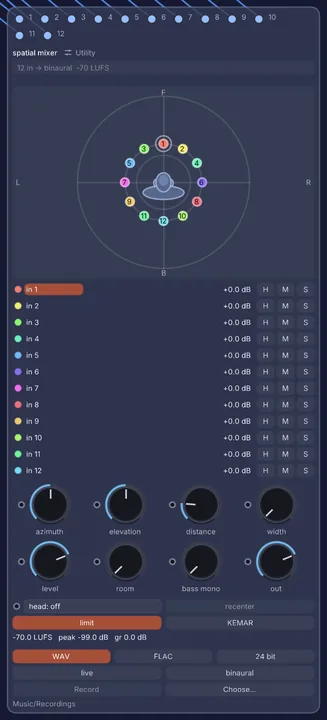 1 2 3 4 5 6 7 8 9 10
11 12
spatial mixer Utility
12 in → binaural -70 LUFS
F
3 1 2
5 4
L 7 6 R
9 8
11 12 10
B
in 1 +0.0 dB H M S
in 2 +0.0 dB H M S
in 3 +0.0 dB H M S
in 4 +0.0 dB H M S
in 5 +0.0 dB H M S
in 6 +0.0 dB H M S
in 7 +0.0 dB H M S
in 8 +0.0 dB H M S
in 9 +0.0 dB H M S
in 10 +0.0 dB H M S
in 11 +0.0 dB H M S
in 12 +0.0 dB H M S
azimuth elevation distance width
level room bass mono out
head: off recenter
limit KEMAR
-70.0 LUFS peak -99.0 dB gr 0.0 dB
WAV FLAC 24 bit
live binaural
Record Choose...
Music/Recordings